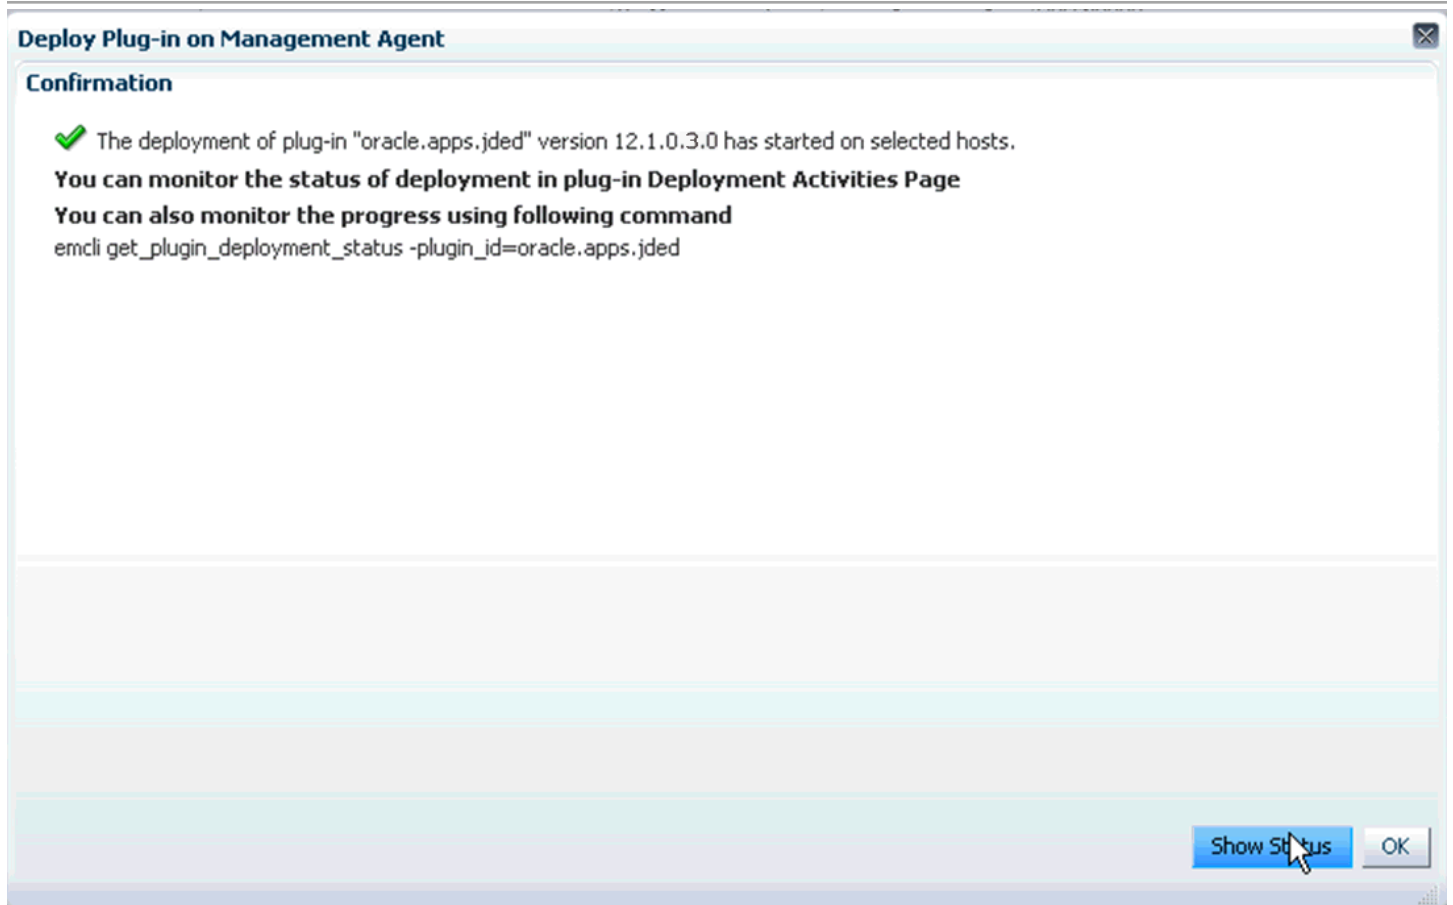 Deploy Plug-in on Management Agent
Confirmation
The deployment of plug-in "oracle.apps.jded" version 12.1.0.3.0 has started on selected hosts.
You can monitor the status of deployment in plug-in Deployment Activities Page
You can also monitor the progress using following command
emcli get_plugin_deployment_status -plugin_id=oracle.apps.jded
Show Status
OK